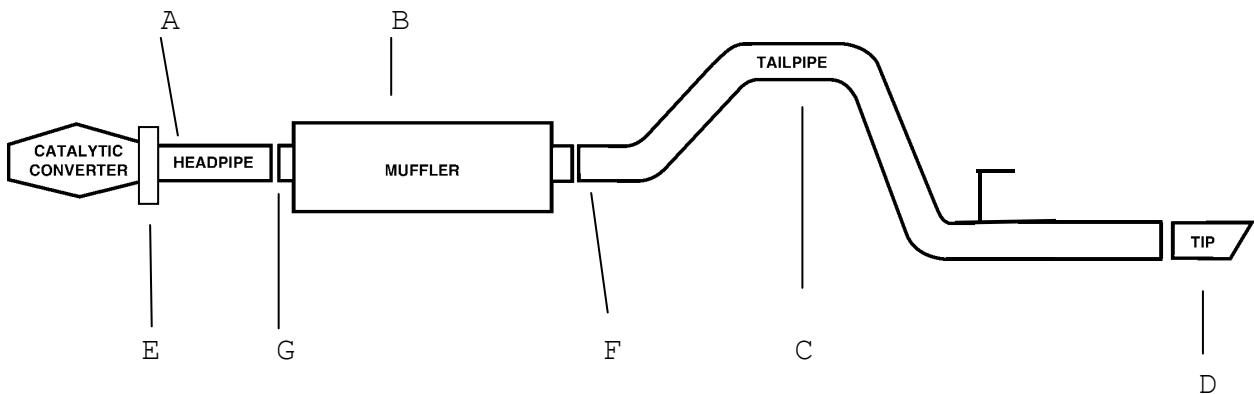 A
B
TAILPIPE
CATALYTIC
CONVERTER
HEADPIPE
MUFFLER
TIP
E
G
F
C
D